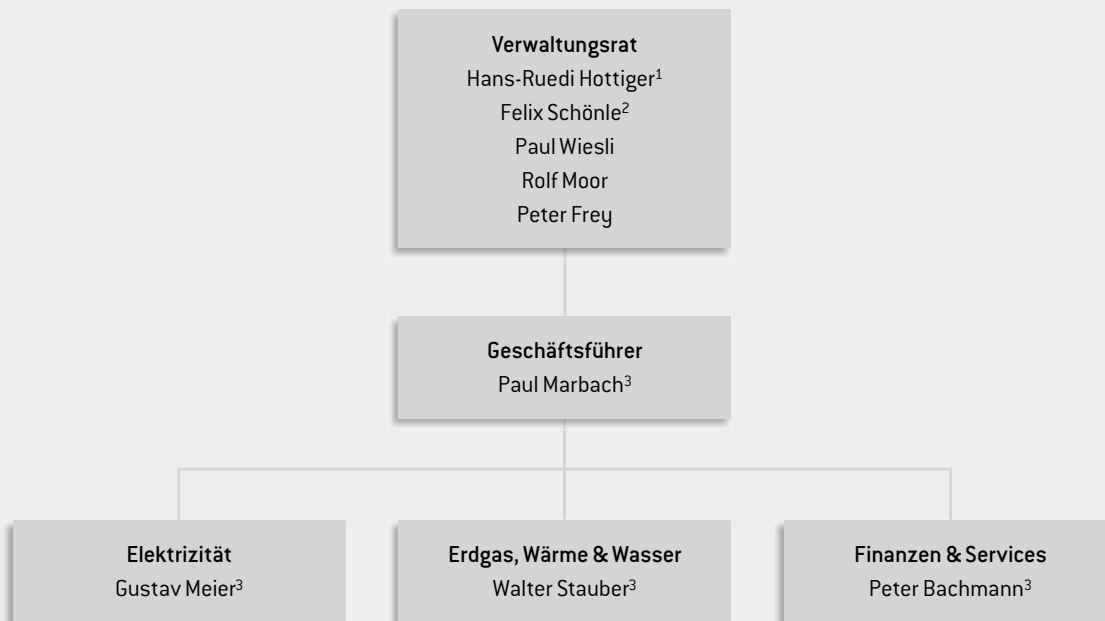 Verwaltungsrat
Hans-Ruedi Hottiger¹
Felix Schönle²
Paul Wiesli
Rolf Moor
Peter Frey
Geschäftsführer
Paul Marbach³
Elektrizität
Gustav Meier³
Erdgas, Wärme & Wasser
Walter Stauber³
Finanzen & Services
Peter Bachmann³